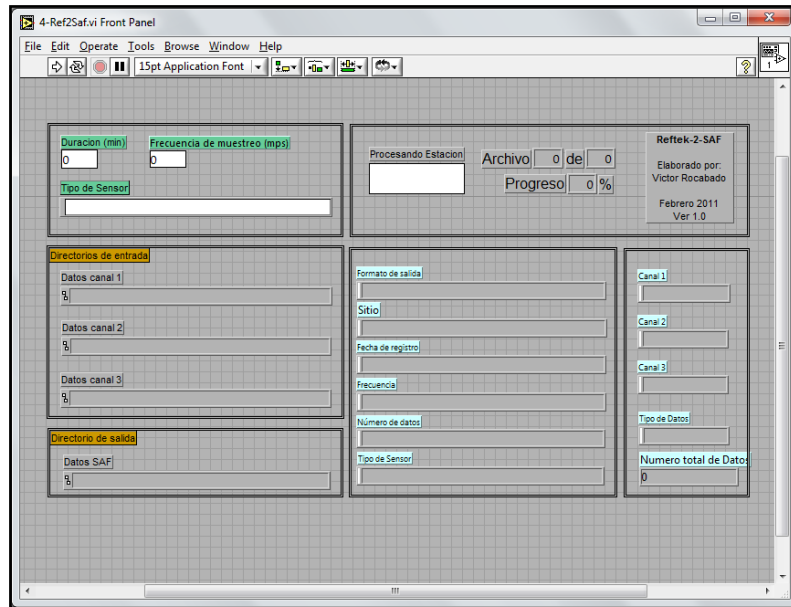 4-Ref2Saf.vi Front Panel
File Edit Operate Tools Browse Window Help
15pt Application Font
1
Duracion (min)
0
Frecuencia de muestreo (mps)
0
Tipo de Sensor
Procesando Estacion
Archivo 0 de 0
Progreso 0 %
Reftek-2-SAF
Elaborado por:
Victor Rocabado
Febrero 2011
Ver 1.0
Directorios de entrada
Datos canal 1
Datos canal 2
Datos canal 3
Directorio de salida
Datos SAF
Formato de salida
Sitio
Fecha de registro
Frecuencia
Número de datos
Tipo de Sensor
Canal 1
Canal 2
Canal 3
Tipo de Datos
Numero total de Datos
0